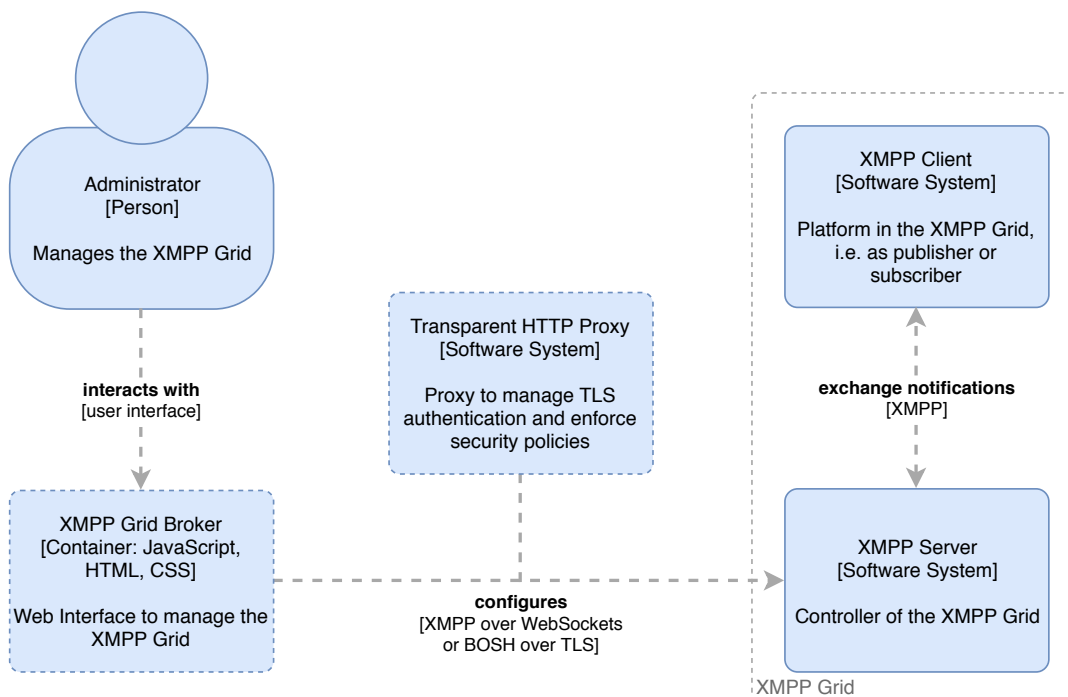 Administrator
[Person]
Manages the XMPP Grid
interacts with
[user interface]
XMPP Grid Broker
[Container: JavaScript,
HTML, CSS]
Web Interface to manage the
XMPP Grid
Transparent HTTP Proxy
[Software System]
Proxy to manage TLS
authentication and enforce
security policies
configures
[XMPP over WebSockets
or BOSH over TLS]
XMPP Client
[Software System]
Platform in the XMPP Grid,
i.e. as publisher or
subscriber
exchange notifications
[XMPP]
XMPP Server
[Software System]
Controller of the XMPP Grid
XMPP Grid